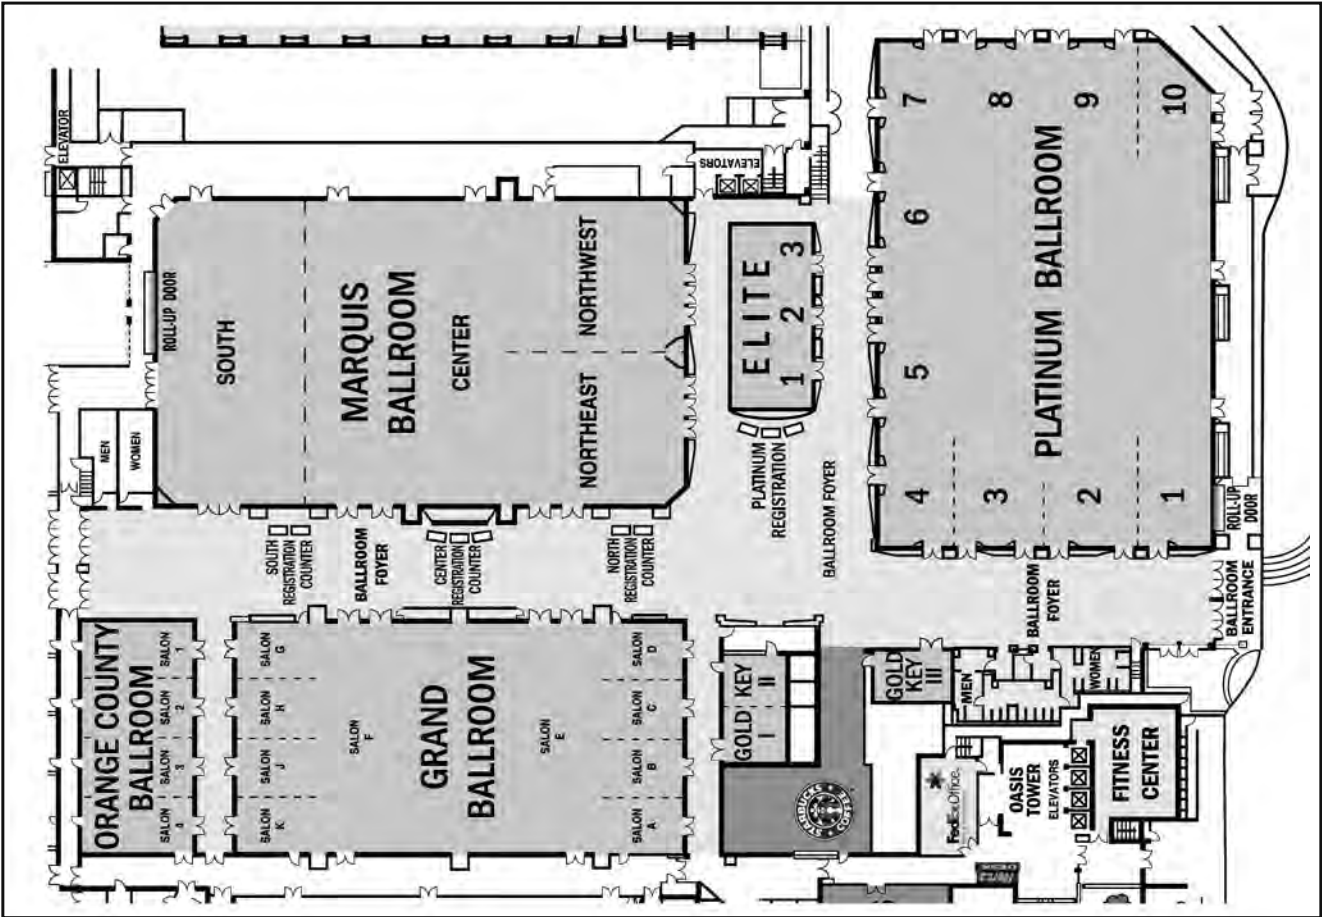 ELEVATOR
ELEVATORS
ROLL-UP DOOR
SOUTH
MARQUIS
BALLROOM
CENTER
NORTHWEST
NORTHEAST
MEN
WOMEN
ELITE
1
2
3
PLATINUM
REGISTRATION
BALLROOM FOYER
7
8
9
10
6
5
PLATINUM BALLROOM
4
3
2
1
ROLL-UP
DOOR
SOUTH
REGISTRATION
COUNTER
BALLROOM
FOYER
CENTER
REGISTRATION
COUNTER
NORTH
REGISTRATION
COUNTER
BALLROOM
FOYER
BALLROOM
ENTRANCE
ORANGE COUNTY
BALLROOM
SALON
1
SALON
2
SALON
3
SALON
4
SALON
G
SALON
H
SALON
J
SALON
K
SALON
F
GRAND
BALLROOM
SALON
E
SALON
D
SALON
C
SALON
B
SALON
A
GOLD KEY
I II
GOLD
KEY
III
MEN
WOMEN
STARBUCKS
COFFEE
FedExOffice
OASIS
TOWER
ELEVATORS
FITNESS
CENTER